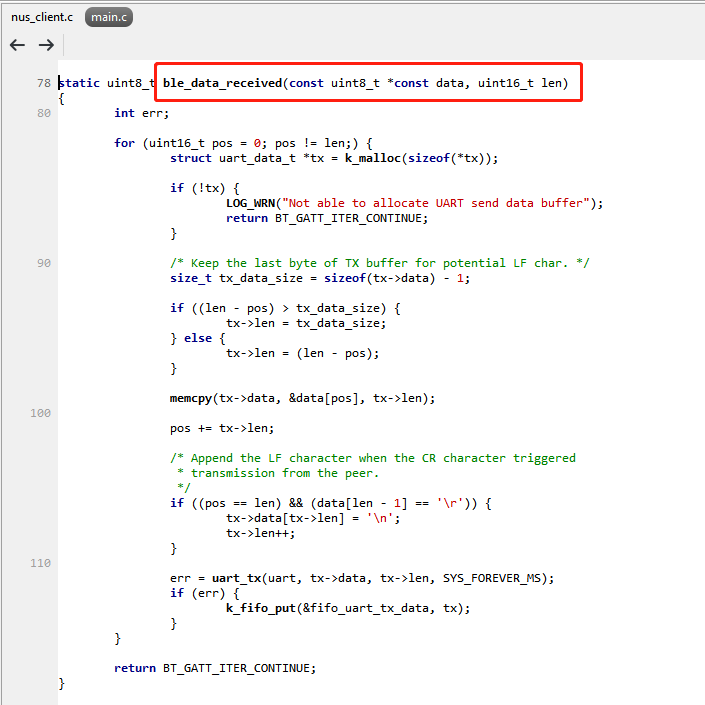 nus_client.c main.c
78 static uint8_t ble_data_received(const uint8_t *const data, uint16_t len)
{
80 int err;
for (uint16_t pos = 0; pos != len;) {
struct uart_data_t *tx = k_malloc(sizeof(*tx));
if (!tx) {
LOG_WRN("Not able to allocate UART send data buffer");
return BT_GATT_ITER_CONTINUE;
}
90 /* Keep the last byte of TX buffer for potential LF char. */
size_t tx_data_size = sizeof(tx->data) - 1;
if ((len - pos) > tx_data_size) {
tx->len = tx_data_size;
} else {
tx->len = (len - pos);
}
memcpy(tx->data, &data[pos], tx->len);
100
pos += tx->len;
/* Append the LF character when the CR character triggered
* transmission from the peer.
*/
if ((pos == len) && (data[len - 1] == '\r')) {
tx->data[tx->len] = '\n';
tx->len++;
}
110
err = uart_tx(uart, tx->data, tx->len, SYS_FOREVER_MS);
if (err) {
k_fifo_put(&fifo_uart_tx_data, tx);
}
}
return BT_GATT_ITER_CONTINUE;
}